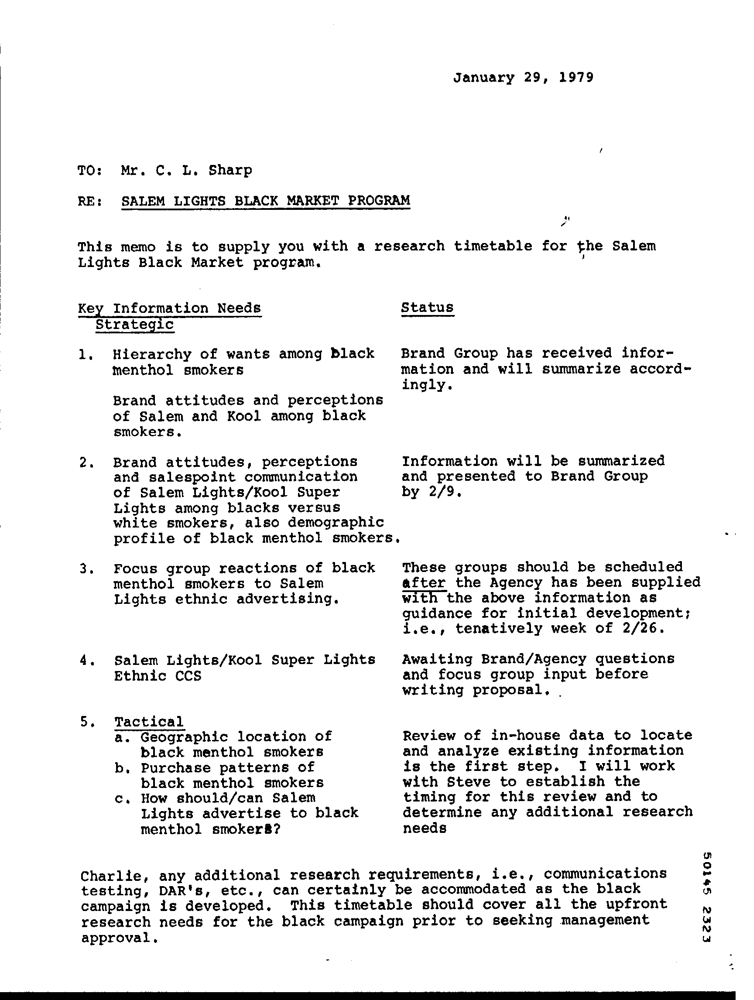 January 29, 1979
TO: Mr. C. L. Sharp
RE: SALEM LIGHTS BLACK MARKET PROGRAM
This memo is to supply you with a research timetable for the Salem
Lights Black Market program.
Key Information Needs
Strategic
Status
1. Hierarchy of wants among black
menthol smokers
Brand attitudes and perceptions
of Salem and Kool among black
smokers.
Brand Group has received infor-
mation and will summarize accord-
ingly.
2. Brand attitudes, perceptions
and salespoint communication
of Salem Lights/Kool Super
Lights among blacks versus
white smokers, also demographic
profile of black menthol smokers.
Information will be summarized
and presented to Brand Group
by 2/9.
3. Focus group reactions of black
menthol smokers to Salem
Lights ethnic advertising.
These groups should be scheduled
after the Agency has been supplied
with the above information as
guidance for initial development;
i.e., tenatively week of 2/26.
4. Salem Lights/Kool Super Lights
Ethnic CCS
Awaiting Brand/Agency questions
and focus group input before
writing proposal.
5. Tactical
a. Geographic location of
black menthol smokers
b. Purchase patterns of
black menthol smokers
c. How should/can Salem
Lights advertise to black
menthol smokers?
Review of in-house data to locate
and analyze existing information
is the first step. I will work
with Steve to establish the
timing for this review and to
determine any additional research
needs
Charlie, any additional research requirements, i.e., communications
testing, DAR's, etc., can certainly be accommodated as the black
campaign is developed. This timetable should cover all the upfront
research needs for the black campaign prior to seeking management
approval.
50145 2323